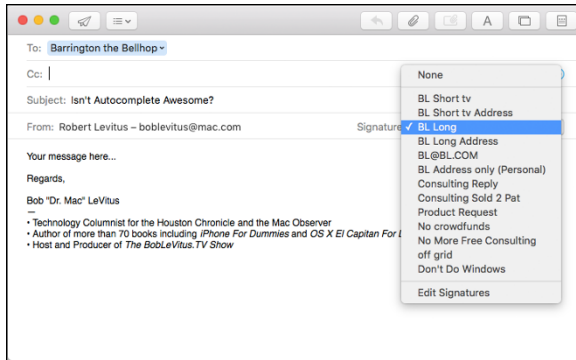 To: Barrington the Bellhop
Cc:
Subject: Isn't Autocomplete Awesome?
From: Robert Levitus – boblevitus@mac.com Signature
Your message here...
Regards,
Bob "Dr. Mac" LeVitus
—
• Technology Columnist for the Houston Chronicle and the Mac Observer
• Author of more than 70 books including iPhone For Dummies and OS X El Capitan For
• Host and Producer of The BobLeVitus.TV Show
None
BL Short tv
BL Short tv Address
✓ BL Long
BL Long Address
BL@BL.COM
BL Address only (Personal)
Consulting Reply
Consulting Sold 2 Pat
Product Request
No crowdfunds
No More Free Consulting
off grid
Don't Do Windows
Edit Signatures